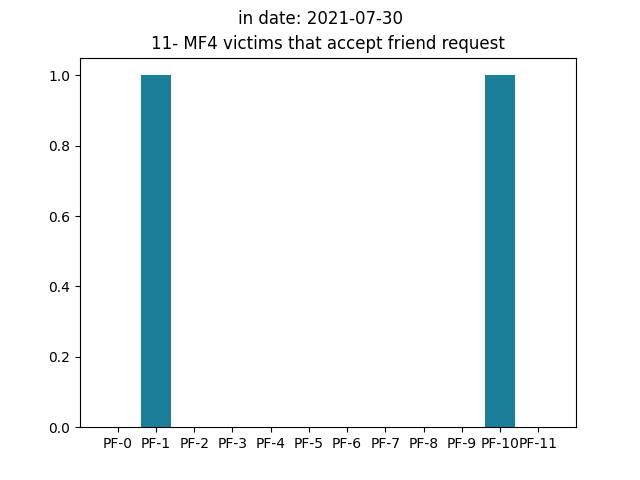 in date: 2021-07-30
11- MF4 victims that accept friend request
1.0
0.8
0.6
0.4
0.2
0.0
PF-0 PF-1 PF-2 PF-3 PF-4 PF-5 PF-6 PF-7 PF-8 PF-9 PF-10 PF-11